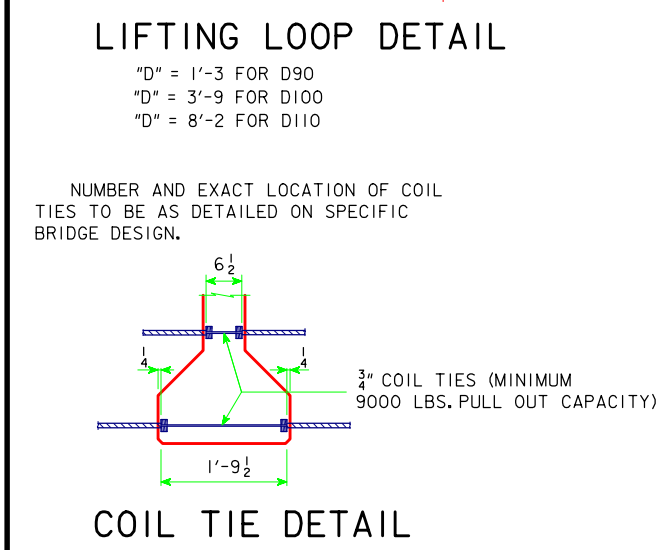 LIFTING LOOP DETAIL
"D" = 1'-3 FOR D90
"D" = 3'-9 FOR D100
"D" = 8'-2 FOR D110
NUMBER AND EXACT LOCATION OF COIL
TIES TO BE AS DETAILED ON SPECIFIC
BRIDGE DESIGN.
6 1/2
1/4
1/4
3/4" COIL TIES (MINIMUM
9000 LBS. PULL OUT CAPACITY)
1'-9 1/2
COIL TIE DETAIL